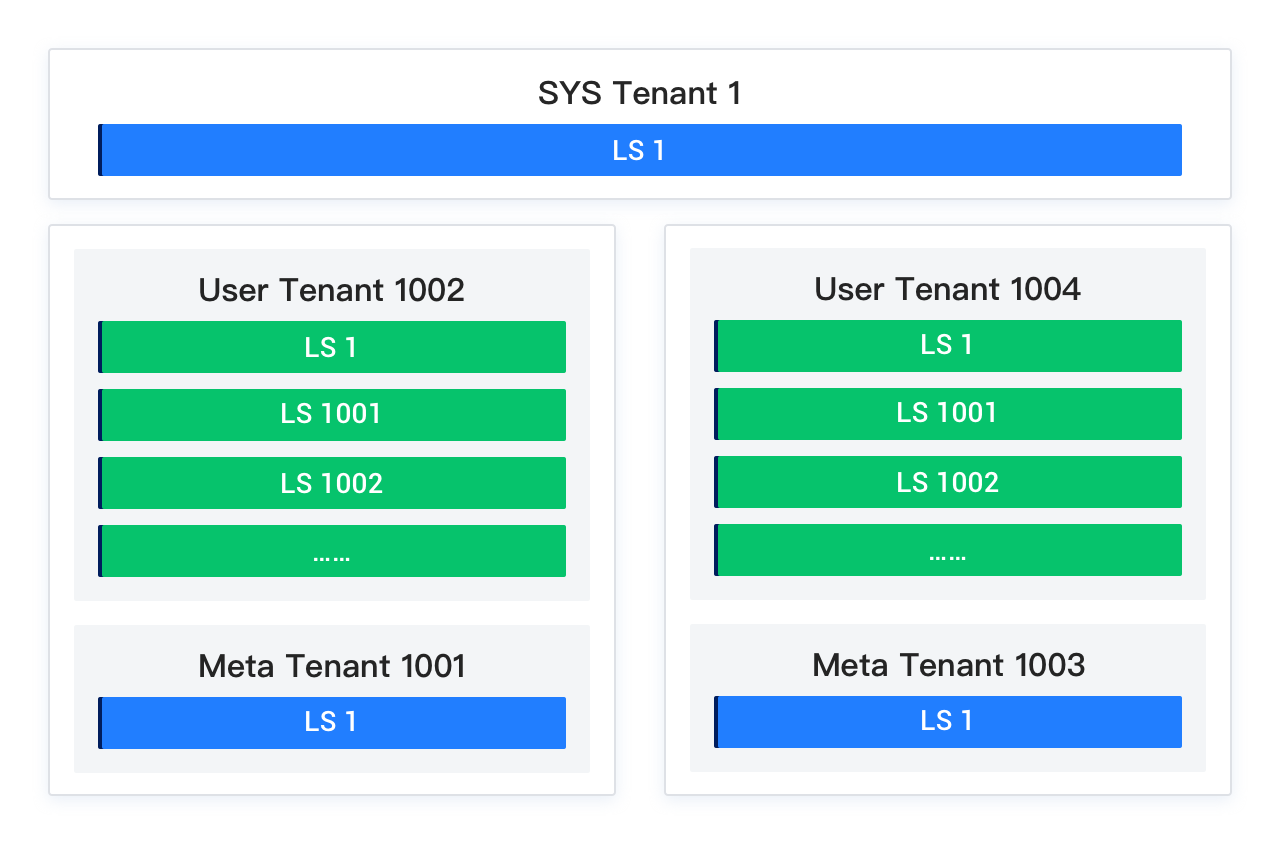 SYS Tenant 1
LS 1
User Tenant 1002
LS 1
LS 1001
LS 1002
……
Meta Tenant 1001
LS 1
User Tenant 1004
LS 1
LS 1001
LS 1002
……
Meta Tenant 1003
LS 1